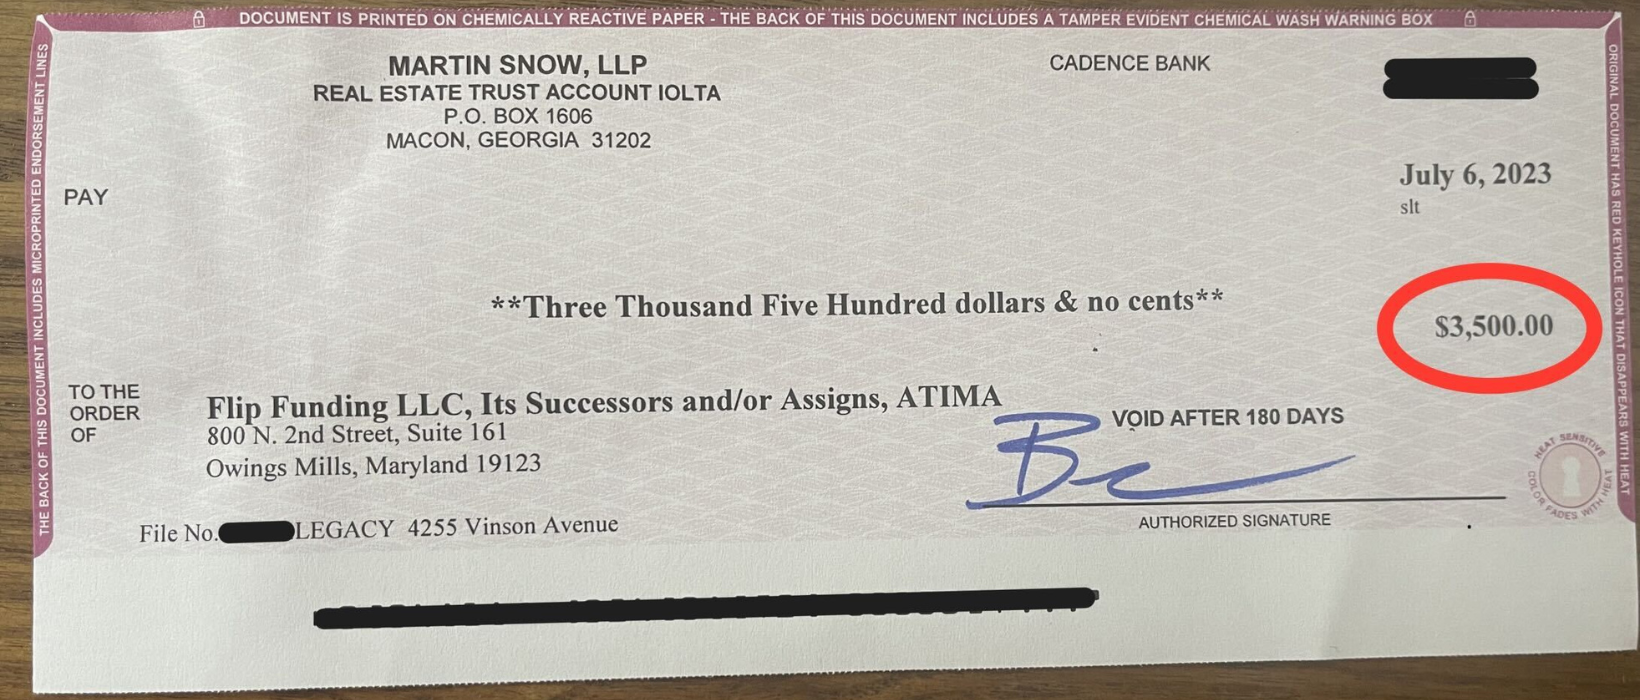 DOCUMENT IS PRINTED ON CHEMICALLY REACTIVE PAPER - THE BACK OF THIS DOCUMENT INCLUDES A TAMPER EVIDENT CHEMICAL WASH WARNING BOX
THE BACK OF THIS DOCUMENT INCLUDES MICROPRINTED ENDORSEMENT LINES
ORIGINAL DOCUMENT HAS RED KEYHOLE ICON THAT DISAPPEARS WITH HEAT
MARTIN SNOW, LLP
REAL ESTATE TRUST ACCOUNT IOLTA
P.O. BOX 1606
MACON, GEORGIA 31202
CADENCE BANK
July 6, 2023
slt
PAY
**Three Thousand Five Hundred dollars & no cents**
$3,500.00
TO THE
ORDER
OF
Flip Funding LLC, Its Successors and/or Assigns, ATIMA
800 N. 2nd Street, Suite 161
Owings Mills, Maryland 19123
VOID AFTER 180 DAYS
AUTHORIZED SIGNATURE
HEAT SENSITIVE
COLOR FADES WITH HEAT
File No. LEGACY 4255 Vinson Avenue